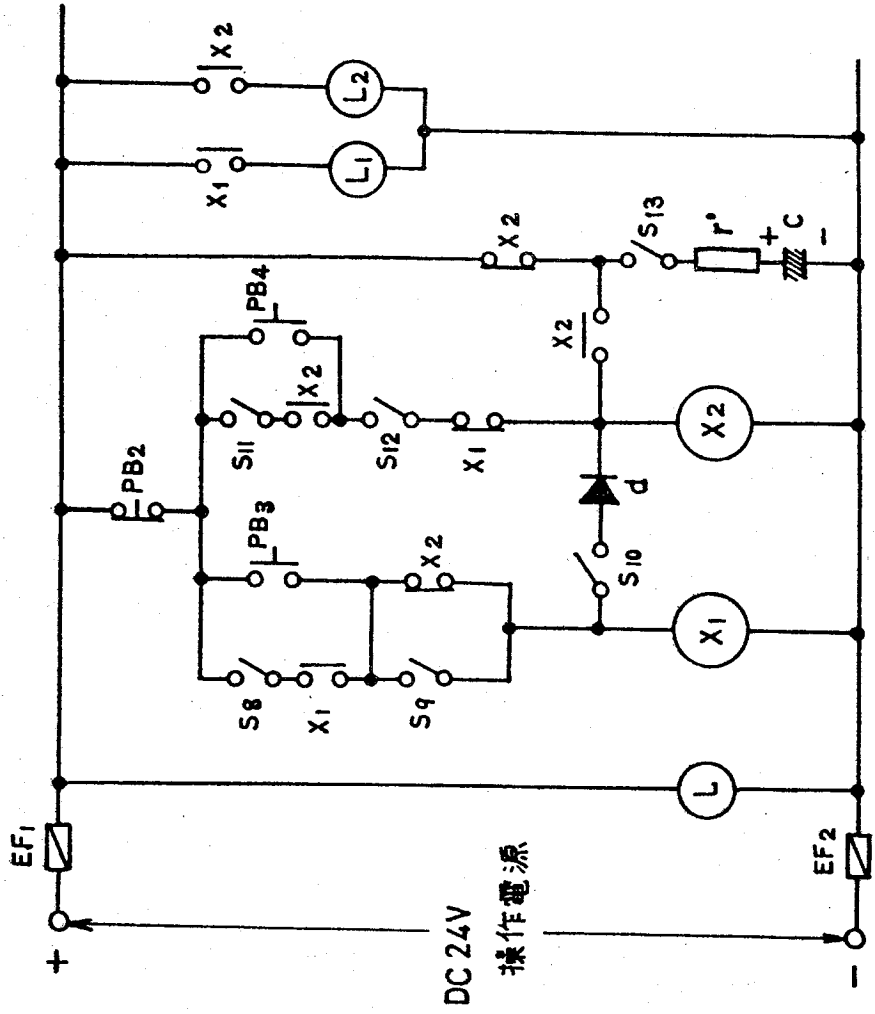 +
EF1
DC 24V
操作電源
-
EF2
L
PB2
S8
X1
PB3
S9
X2
X1
S10
d
S11
X2
PB4
S12
X1
X2
X2
X2
S13
r
+
C
-
X1
L1
X2
L2